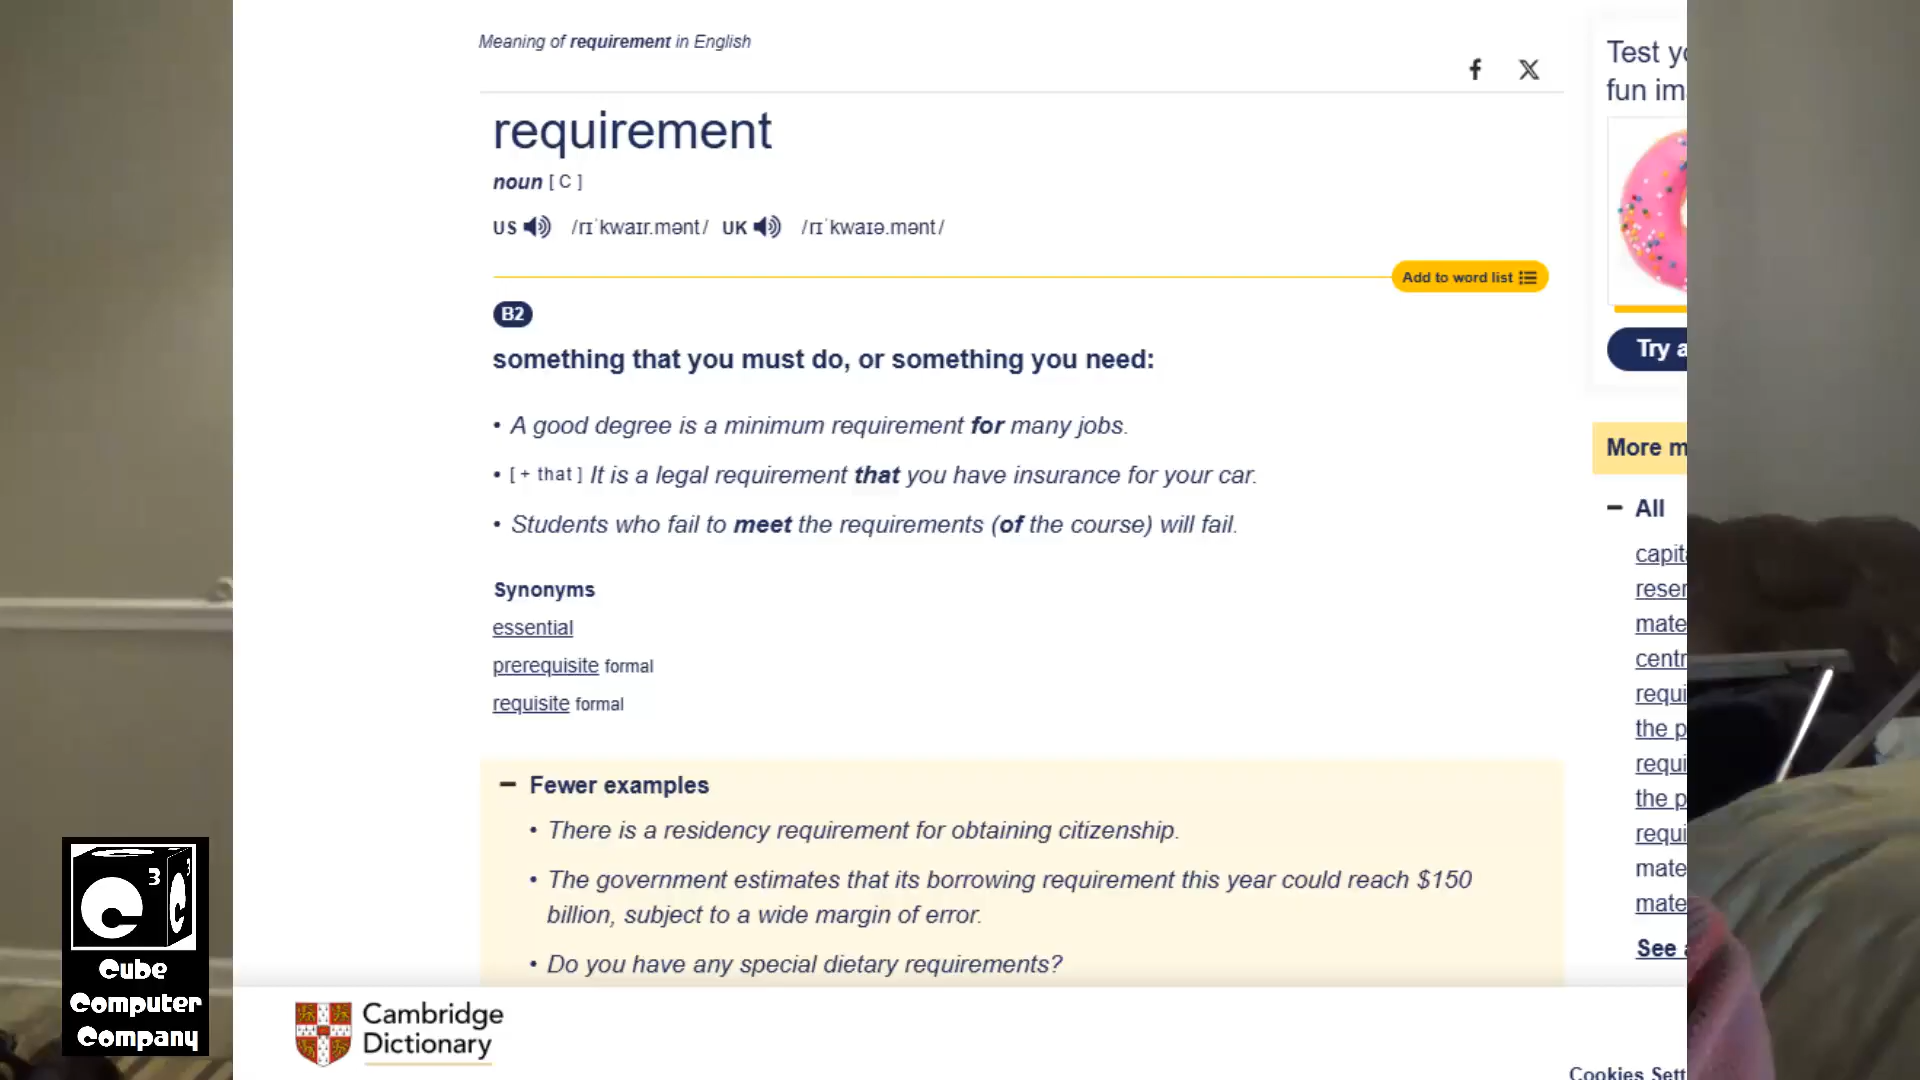 Meaning of requirement in English
requirement
noun [ C ]
US /rɪˈkwaɪr.mənt/ UK /rɪˈkwaɪə.mənt/
Add to word list
B2
something that you must do, or something you need:
• A good degree is a minimum requirement for many jobs.
• [ + that ] It is a legal requirement that you have insurance for your car.
• Students who fail to meet the requirements (of the course) will fail.
Synonyms
essential
prerequisite formal
requisite formal
Fewer examples
• There is a residency requirement for obtaining citizenship.
• The government estimates that its borrowing requirement this year could reach $150
billion, subject to a wide margin of error.
• Do you have any special dietary requirements?
Cambridge
Dictionary
Test
fun
Try
More
All
the
the
See
Cookies
C 3
C 3
Cube
Computer
Company